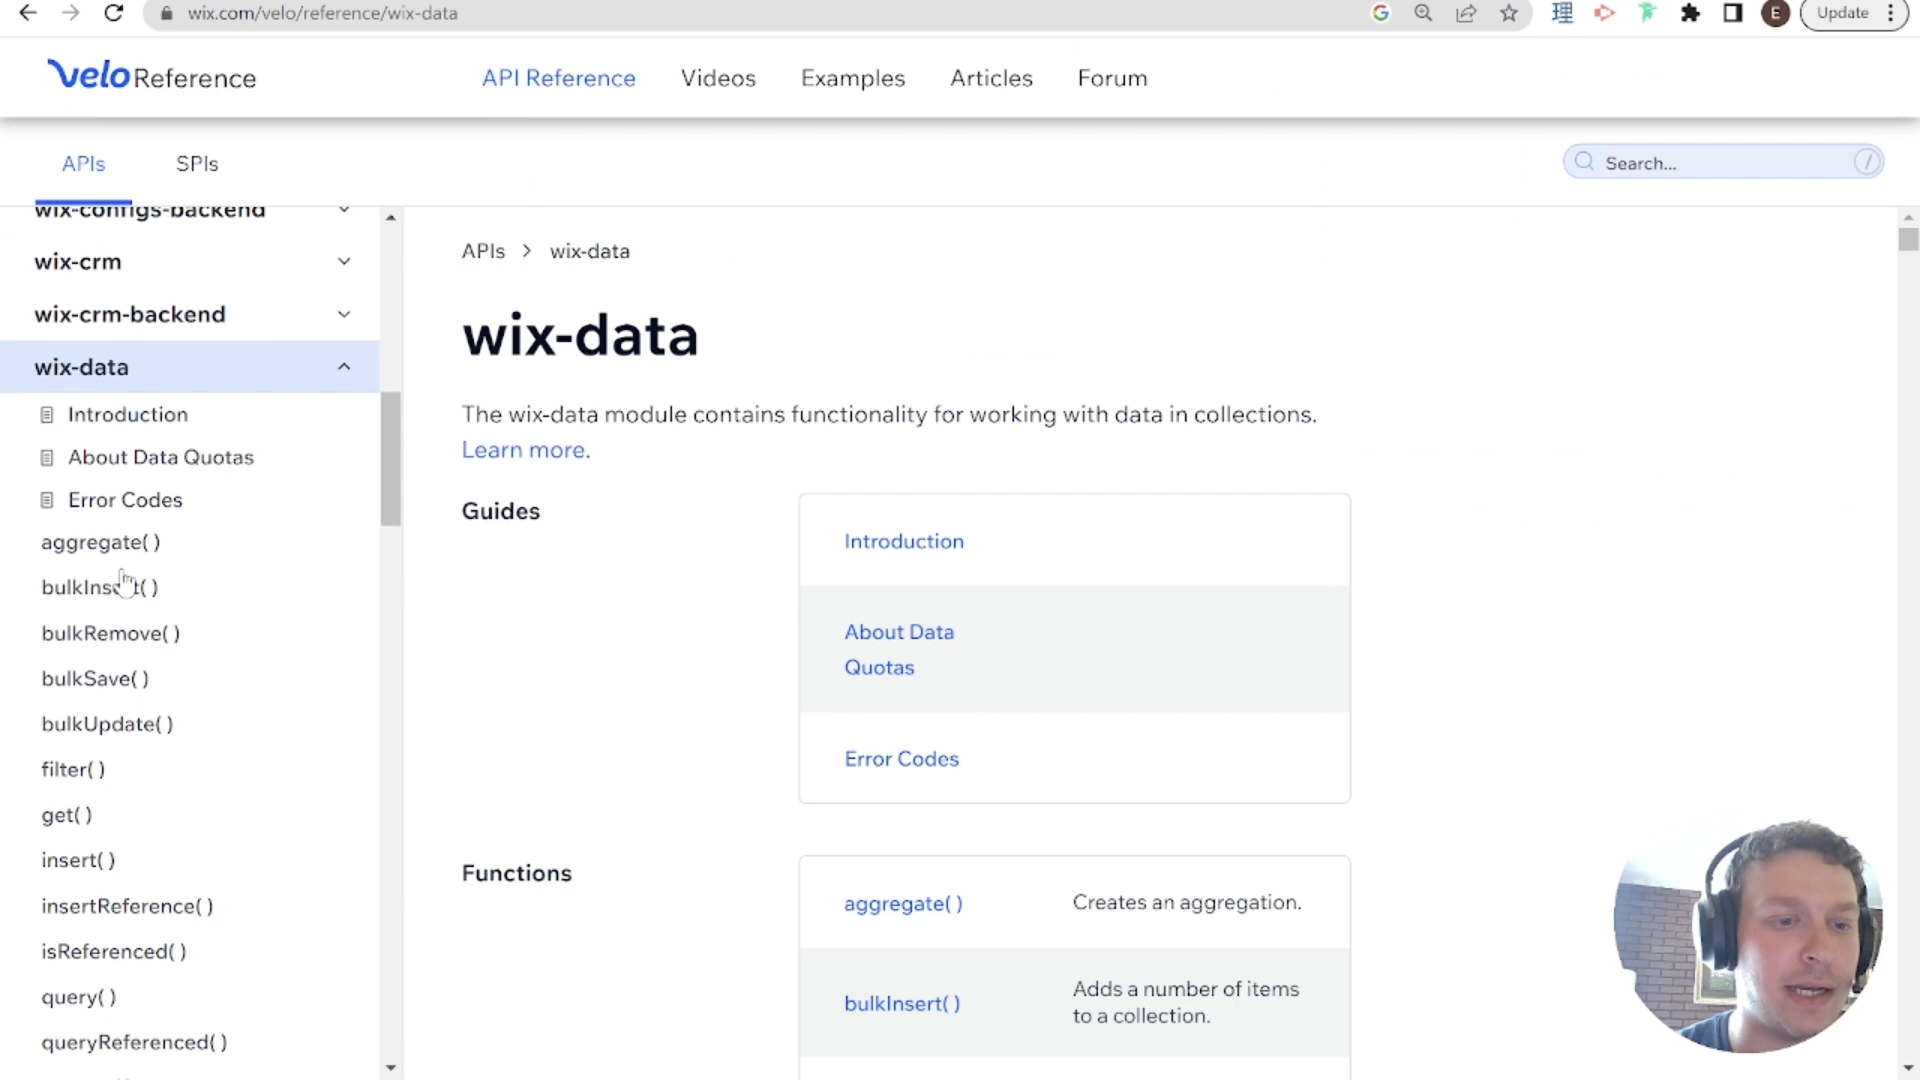 wix.com/velo/reference/wix-data
E
Update
velo Reference
API Reference
Videos
Examples
Articles
Forum
APIs
SPIs
Search...
/
wix-configs-backend
wix-crm
wix-crm-backend
wix-data
Introduction
About Data Quotas
Error Codes
aggregate( )
bulkInsert( )
bulkRemove( )
bulkSave( )
bulkUpdate( )
filter( )
get( )
insert( )
insertReference( )
isReferenced( )
query( )
queryReferenced( )
APIs > wix-data
wix-data
The wix-data module contains functionality for working with data in collections.
Learn more.
Guides
Introduction
About Data
Quotas
Error Codes
Functions
aggregate( )
Creates an aggregation.
bulkInsert( )
Adds a number of items
to a collection.